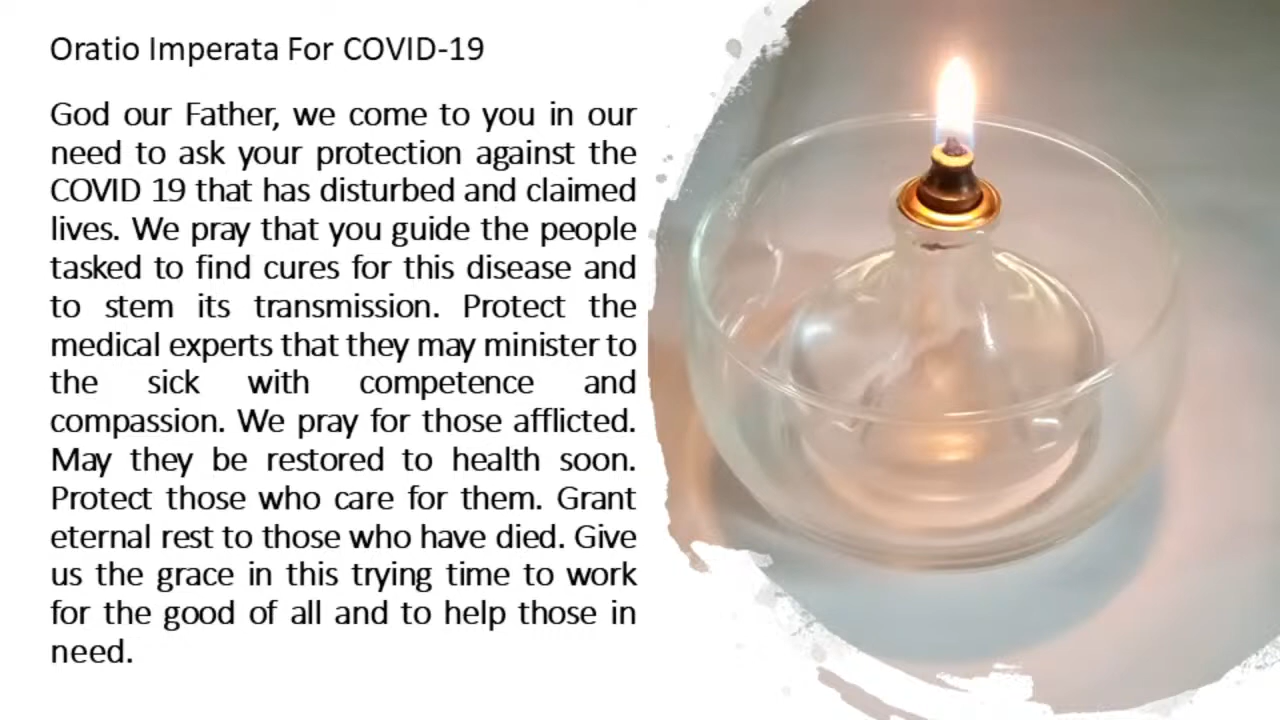 Oratio Imperata For COVID-19
God our Father, we come to you in our
need to ask your protection against the
COVID 19 that has disturbed and claimed
lives. We pray that you guide the people
tasked to find cures for this disease and
to stem its transmission. Protect the
medical experts that they may minister to
the sick with competence and
compassion. We pray for those afflicted.
May they be restored to health soon.
Protect those who care for them. Grant
eternal rest to those who have died. Give
us the grace in this trying time to work
for the good of all and to help those in
need.